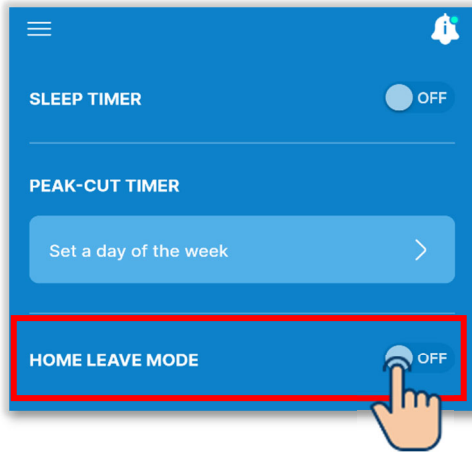 SLEEP TIMER
OFF
PEAK-CUT TIMER
Set a day of the week
HOME LEAVE MODE
OFF